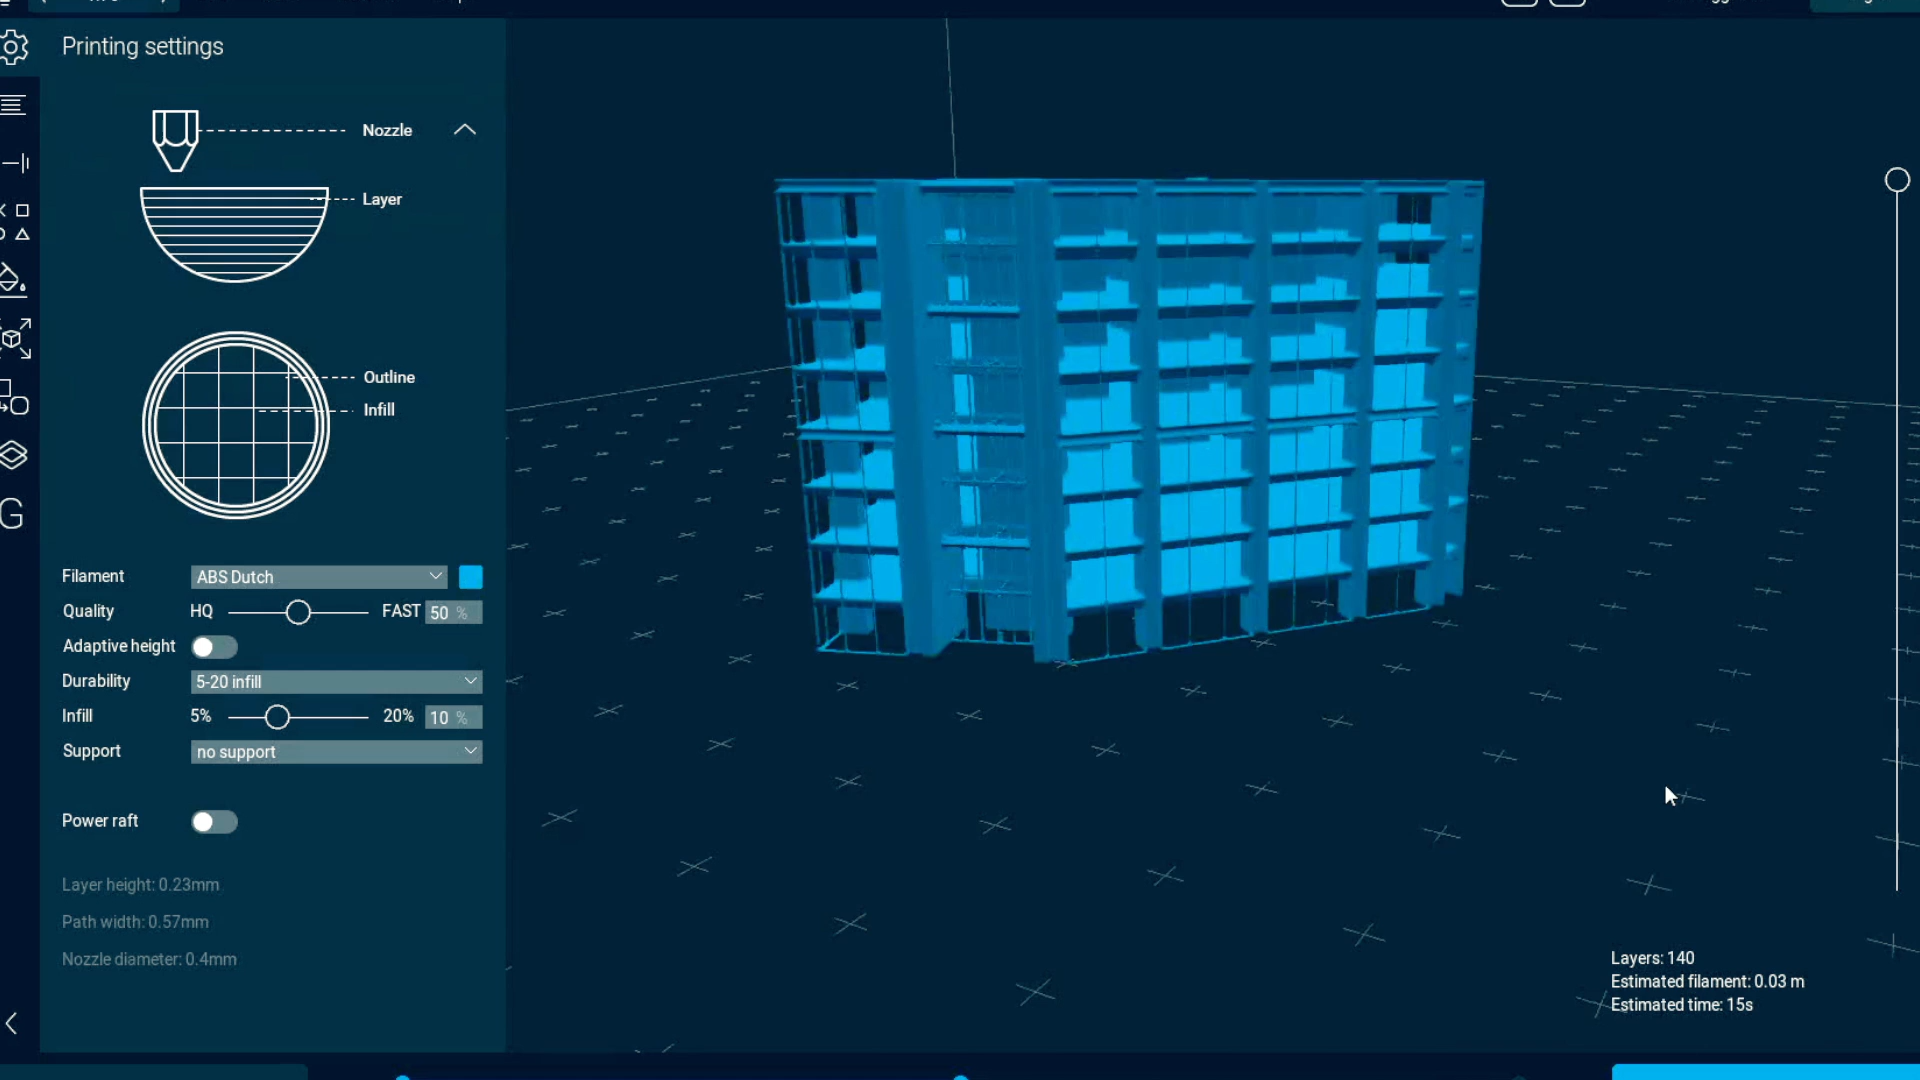 Printing settings
Nozzle
Layer
Outline
Infill
Filament ABS Dutch
Quality HQ FAST 50 %
Adaptive height
Durability 5-20 infill
Infill 5% 20% 10 %
Support no support
Power raft
Layer height: 0.23mm
Path width: 0.57mm
Nozzle diameter: 0.4mm
G
Layers: 140
Estimated filament: 0.03 m
Estimated time: 15s